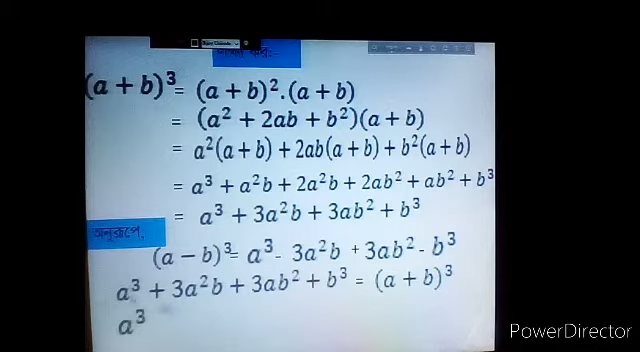 (a + b)³ = (a + b)².(a + b)
= (a² + 2ab + b²)(a + b)
= a²(a + b) + 2ab(a + b) + b²(a + b)
= a³ + a²b + 2a²b + 2ab² + ab² + b³
= a³ + 3a²b + 3ab² + b³
অনুরূপে,
(a − b)³ = a³ - 3a²b + 3ab² - b³
a³ + 3a²b + 3ab² + b³ = (a + b)³
a³
PowerDirector